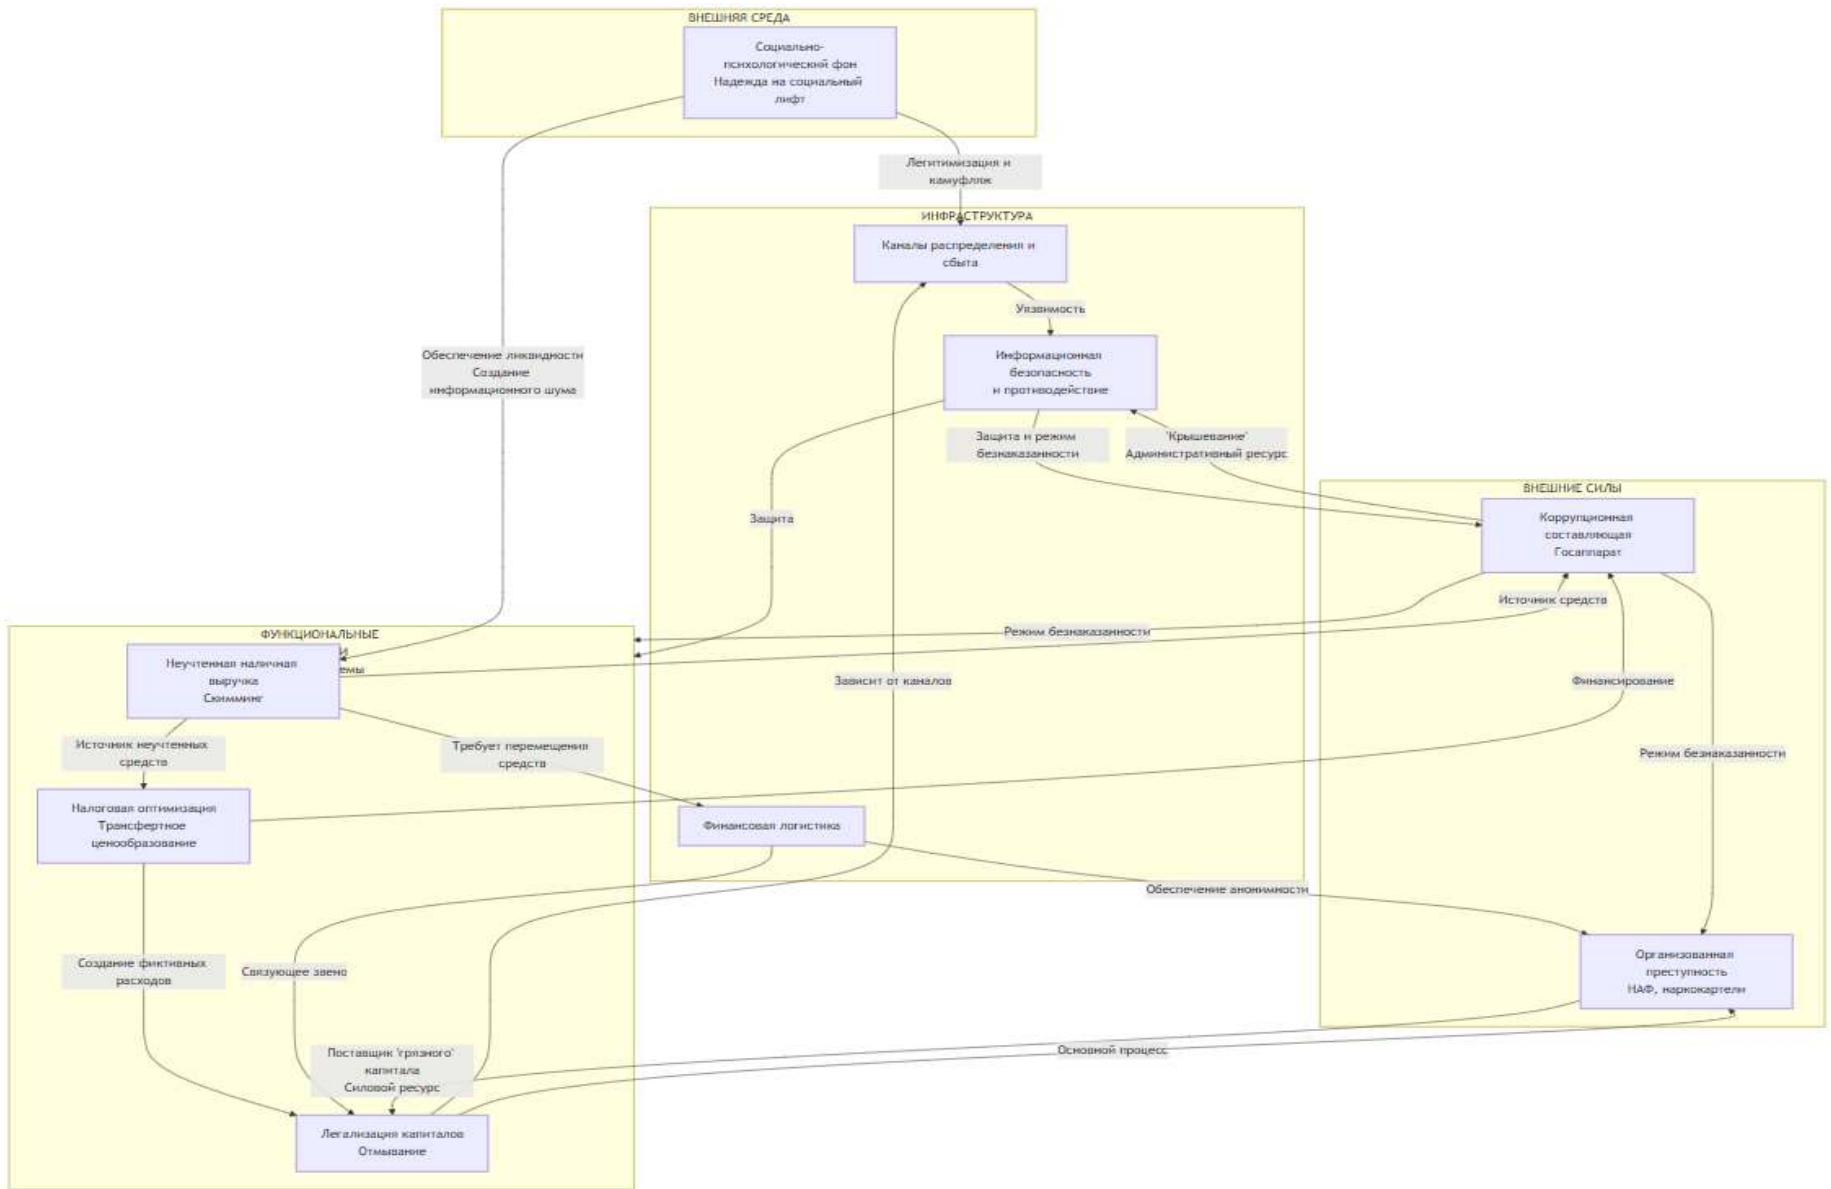 ВНЕШНЯЯ СРЕДА
Социально-
психологический фон
Надежда на социальный
лифт
Легитимизация и
камуфляж
ИНФРАСТРУКТУРА
Каналы распределения и
сбыта
Уязвимость
Обеспечение ликвидности
Создание
информационного шума
Информационная
безопасность
и противодействие
Защита и режим
безнаказанности
'Крышевание'
Административный ресурс
Защита
ВНЕШНИЕ СИЛЫ
Коррупционная
составляющая
Госаппарат
Источник средств
Режим безнаказанности
ФУНКЦИОНАЛЬНЫЕ
Неучтенная наличная
выручка
Скимминг
Зависит от каналов
Финансирование
Источник неучтенных
средств
Требует перемещения
средств
Режим безнаказанности
Налоговая оптимизация
Трансфертное
ценообразование
Финансовая логистика
Обеспечение анонимности
Создание фиктивных
расходов
Связующее звено
Организованная
преступность
НАФ, наркокартели
Поставщик 'грязного'
капитала
Силовой ресурс
Основной процесс
Легализация капиталов
Отмывание